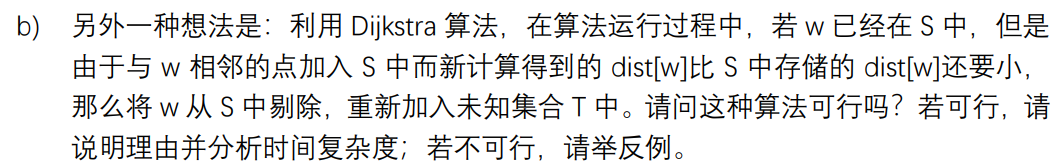 b) 另外一种想法是：利用 Dijkstra 算法，在算法运行过程中，若 w 已经在 S 中，但是
由于与 w 相邻的点加入 S 中而新计算得到的 dist[w]比 S 中存储的 dist[w]还要小，
那么将 w 从 S 中剔除，重新加入未知集合 T 中。请问这种算法可行吗？若可行，请
说明理由并分析时间复杂度；若不可行，请举反例。